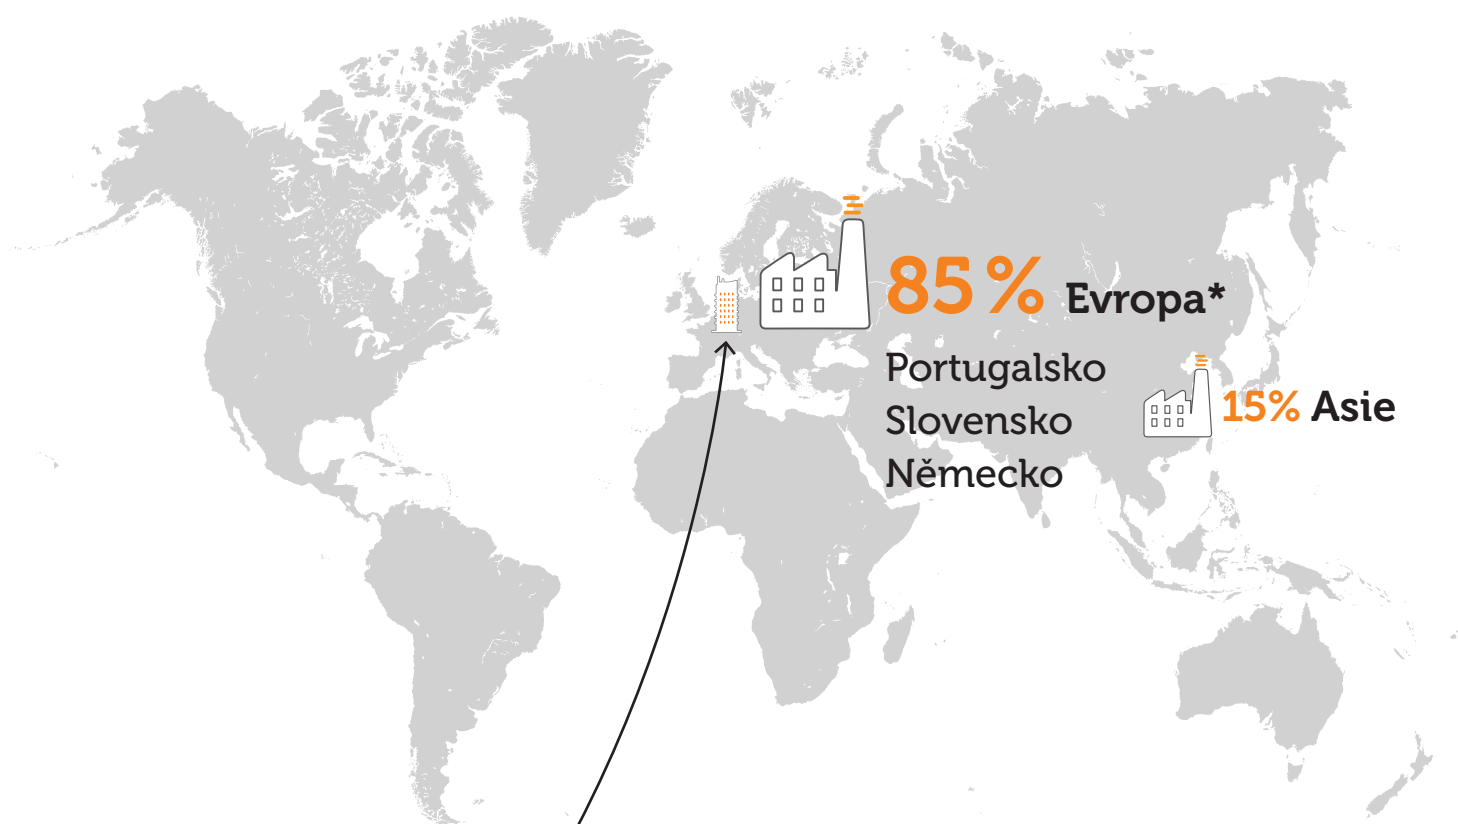 85 % Evropa*
Portugalsko
Slovensko
Německo
15% Asie